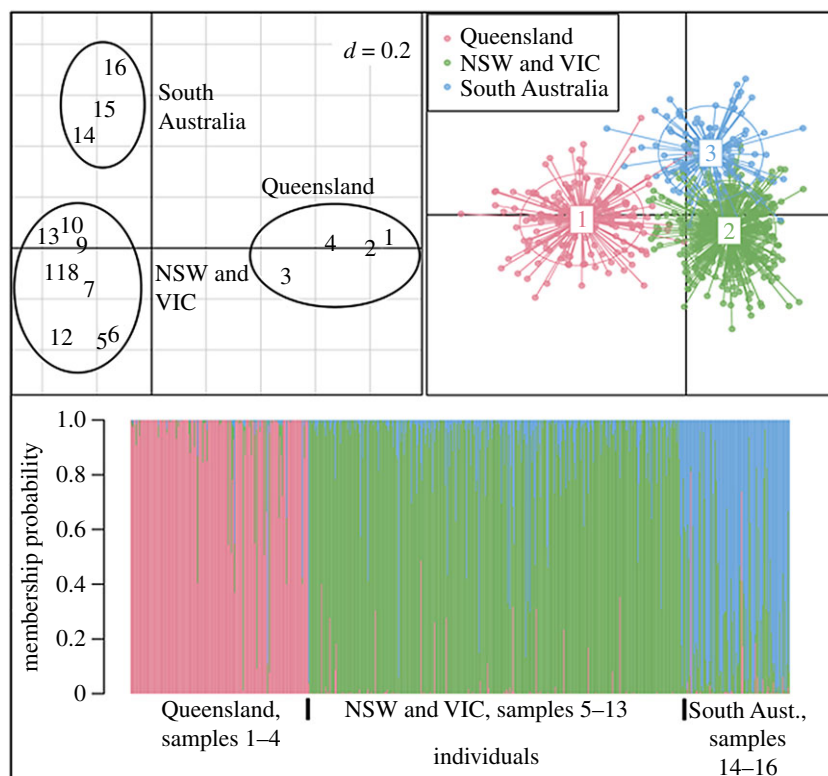 d = 0.2
16
15
14
South
Australia
Queensland
13 10
9
118
7
12 5 6
NSW and
VIC
4 2 1
3
Queensland
NSW and VIC
South Australia
1
2
3
membership probability
1.0
0.8
0.6
0.4
0.2
0
Queensland,
samples 1–4
NSW and VIC, samples 5–13
South Aust.,
samples
14–16
individuals